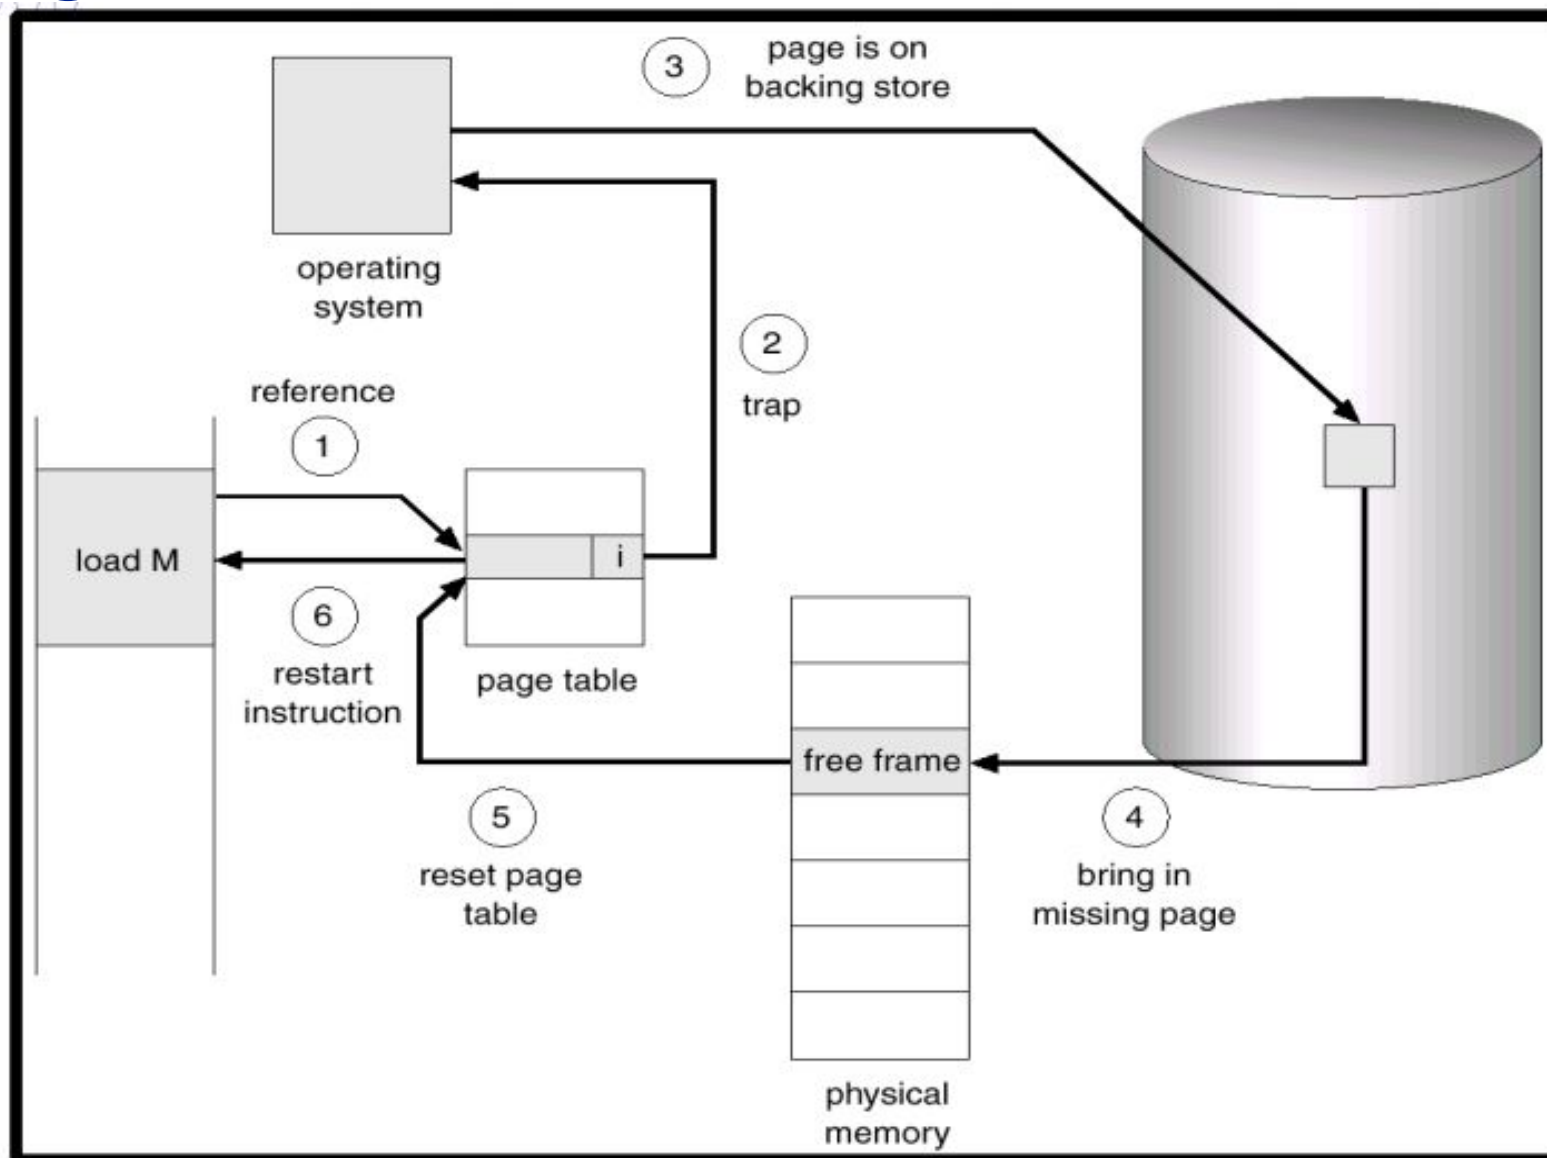 3
page is on
backing store
operating
system
2
trap
reference
1
load M
i
6
restart
instruction
page table
free frame
5
reset page
table
4
bring in
missing page
physical
memory